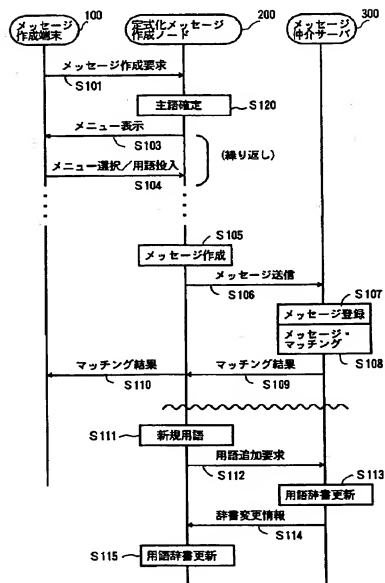 100
200
300
メッセージ
作成端末
定式化メッセージ
作成ノード
メッセージ
仲介サーバ
メッセージ作成要求
S101
主語確定
S120
メニュー表示
S103
(繰り返し)
メニュー選択／用語投入
S104
S105
メッセージ作成
メッセージ送信
S106
S107
メッセージ登録
メッセージ・
マッチング
S108
マッチング結果
マッチング結果
S110
S109
S111
新規用語
用語追加要求
S112
S113
用語辞書更新
辞書変更情報
S114
S115
用語辞書更新